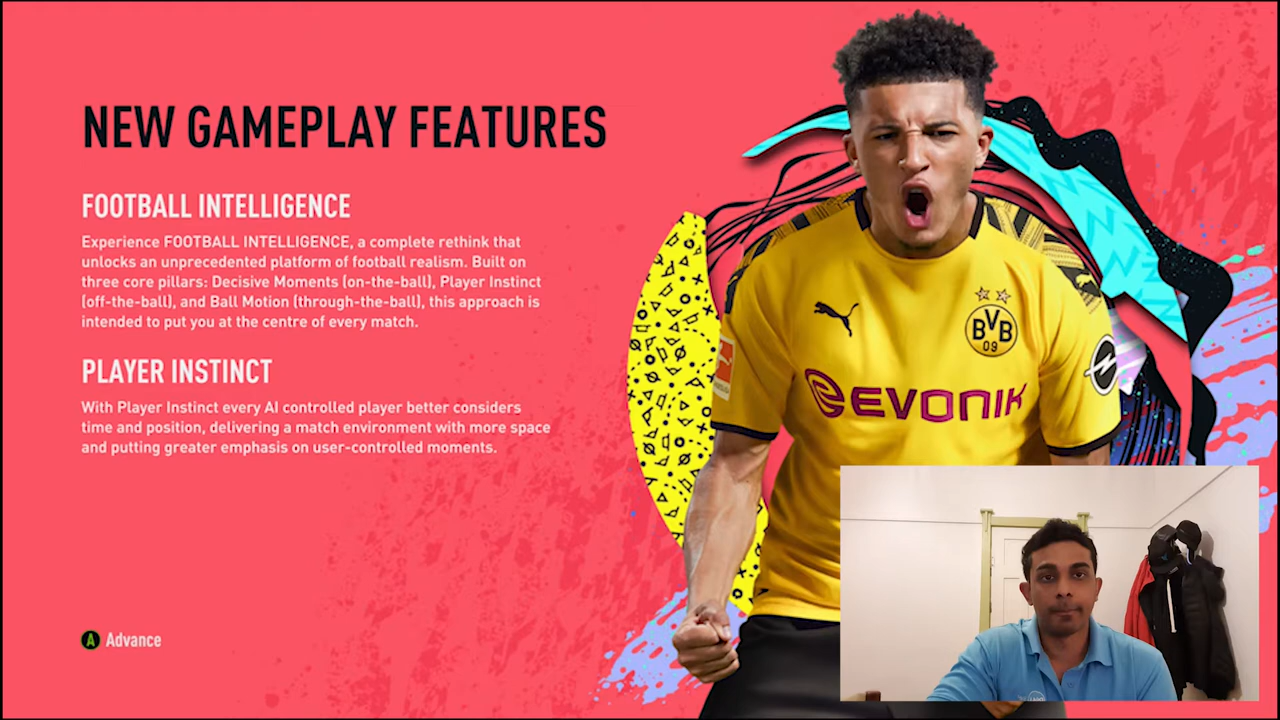 NEW GAMEPLAY FEATURES
FOOTBALL INTELLIGENCE
Experience FOOTBALL INTELLIGENCE, a complete rethink that
unlocks an unprecedented platform of football realism. Built on
three core pillars: Decisive Moments (on-the-ball), Player Instinct
(off-the-ball), and Ball Motion (through-the-ball), this approach is
intended to put you at the centre of every match.
PLAYER INSTINCT
With Player Instinct every AI controlled player better considers
time and position, delivering a match environment with more space
and putting greater emphasis on user-controlled moments.
A Advance
BVB
09
EVONIK